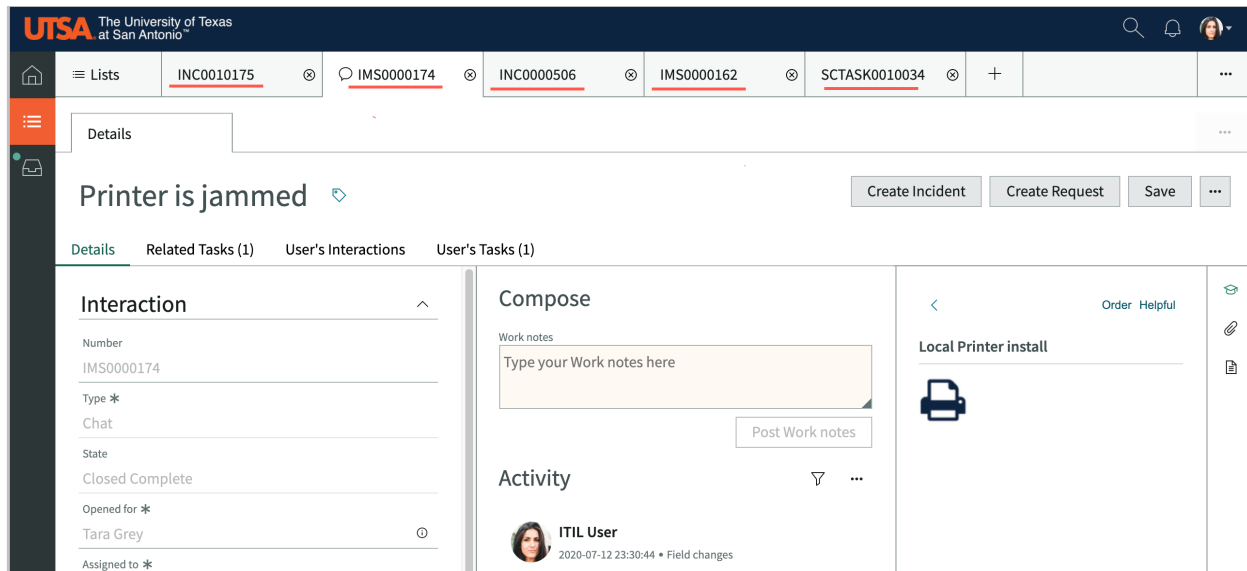 UTSA The University of Texas
at San Antonio™
Lists INC0010175 IMS0000174 INC0000506 IMS0000162 SCTASK0010034
Details
Printer is jammed
Create Incident Create Request Save
Details Related Tasks (1) User's Interactions User's Tasks (1)
Interaction
Number
IMS0000174
Type *
Chat
State
Closed Complete
Opened for *
Tara Grey
Assigned to *
Compose
Work notes
Type your Work notes here
Post Work notes
Activity
ITIL User
2020-07-12 23:30:44 • Field changes
Order Helpful
Local Printer install